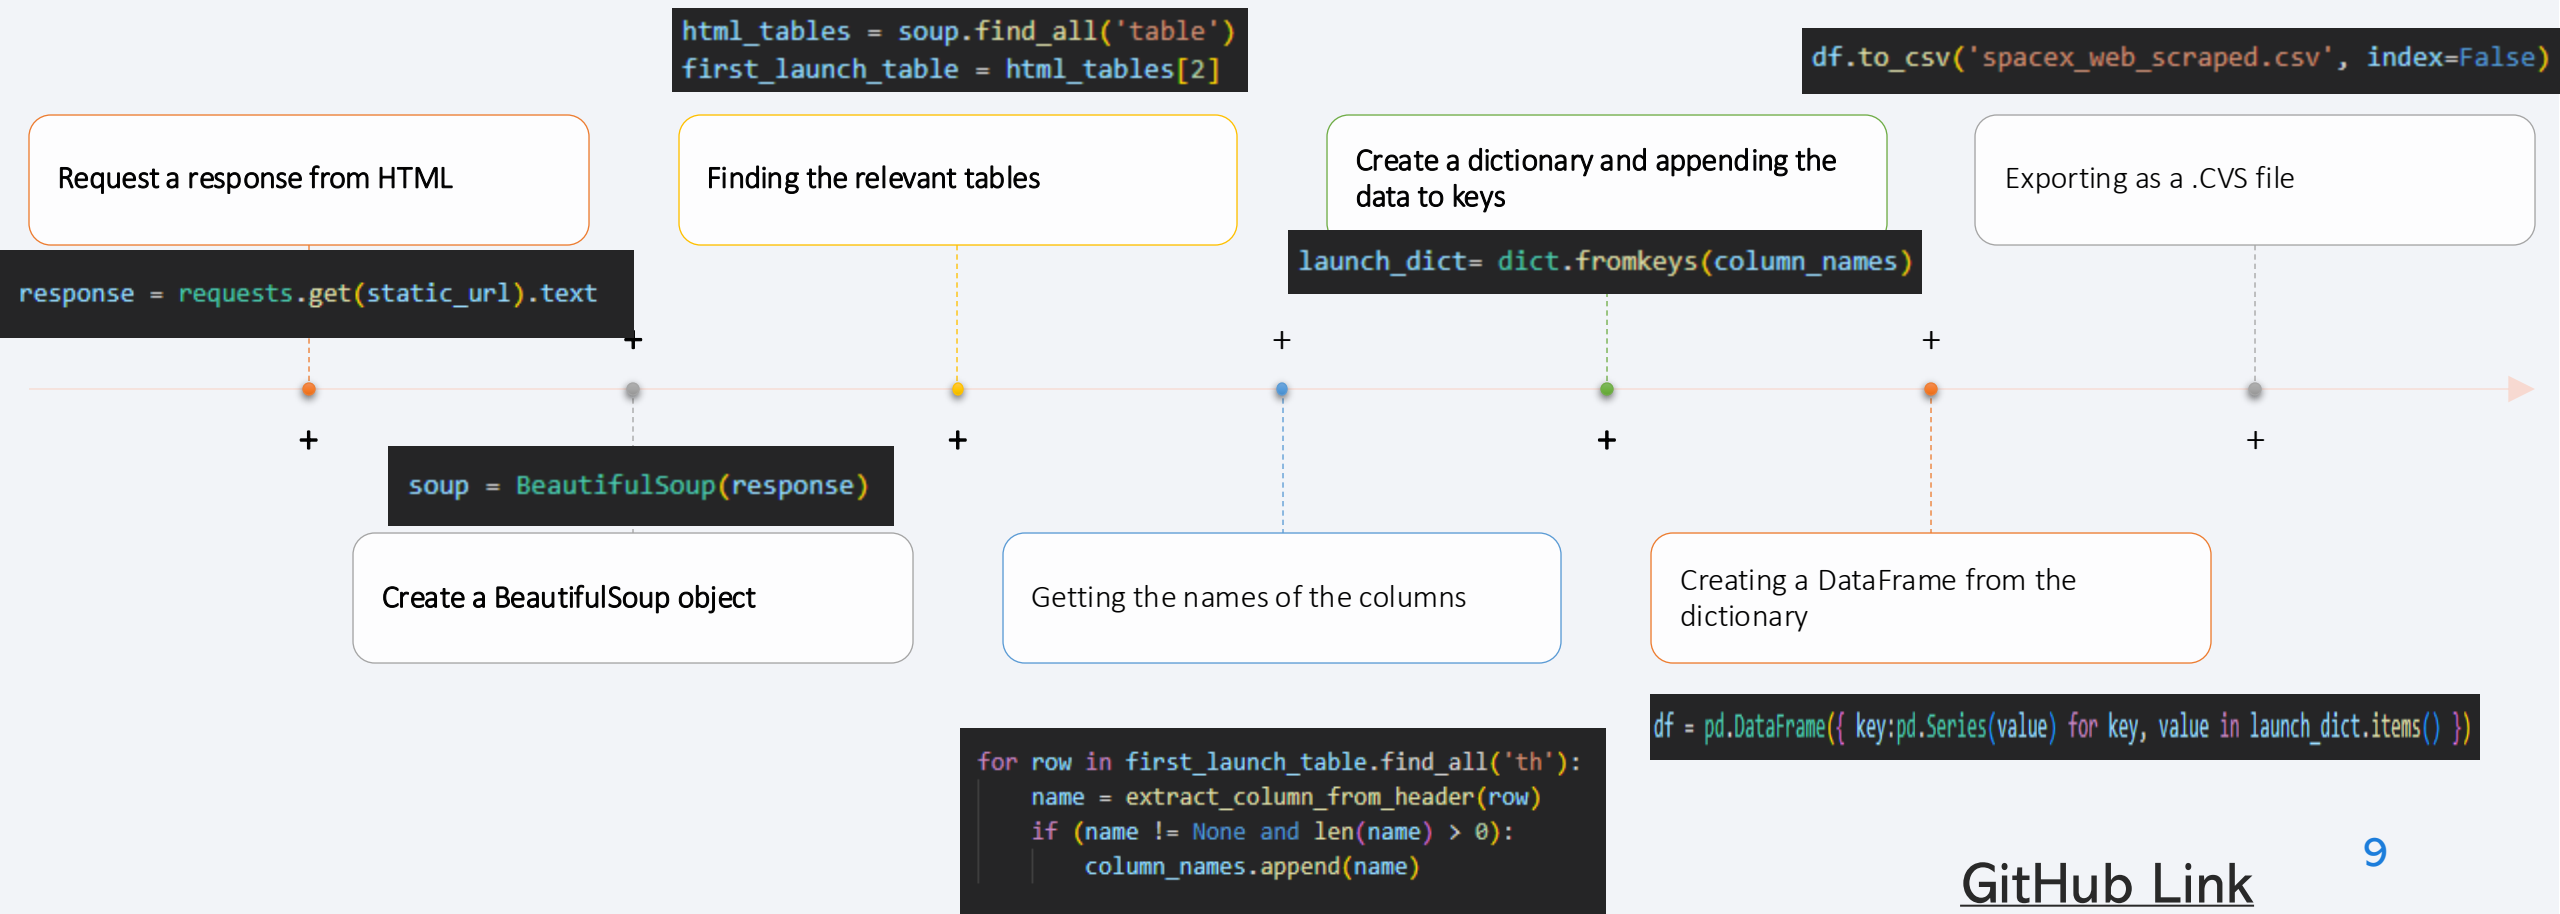 Request a response from HTML
response = requests.get(static_url).text
+
+
soup = BeautifulSoup(response)
Create a BeautifulSoup object
html_tables = soup.find_all('table')
first_launch_table = html_tables[2]
Finding the relevant tables
+
+
Getting the names of the columns
for row in first_launch_table.find_all('th'):
    name = extract_column_from_header(row)
    if (name != None and len(name) > 0):
        column_names.append(name)
Create a dictionary and appending the
data to keys
launch_dict= dict.fromkeys(column_names)
+
+
Creating a DataFrame from the
dictionary
df = pd.DataFrame({ key:pd.Series(value) for key, value in launch_dict.items() })
df.to_csv('spacex_web_scraped.csv', index=False)
Exporting as a .CVS file
+
GitHub Link
9